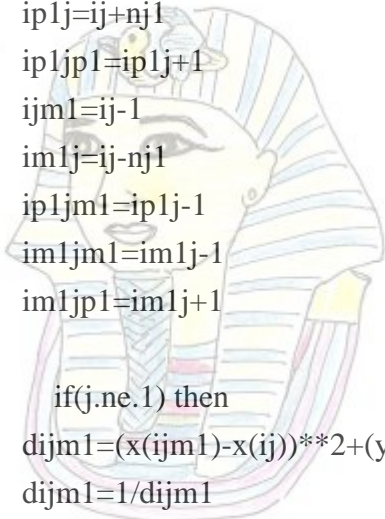 ip1j=ij+nj1
ip1jp1=ip1j+1
ijm1=ij-1
im1j=ij-nj1
ip1jm1=ip1j-1
im1jm1=im1j-1
im1jp1=im1j+1
if(j.ne.1) then
dijm1=(x(ijm1)-x(ij))**2+(y
dijm1=1/dijm1